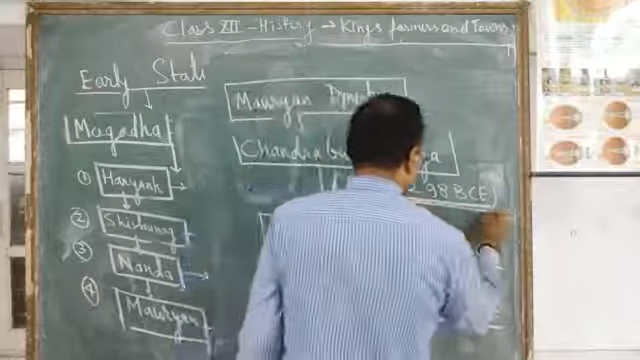 Class XII - History → Kings farmers and Towns
Early State
Magadha
① Haryank
② Shishunag
③ Nanda
④ Mauryan
Mauryan
98 BCE)